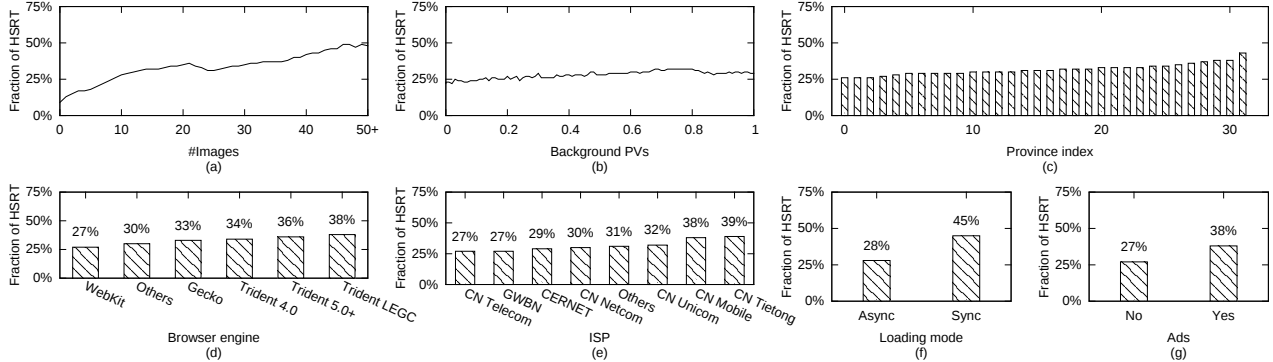 Fraction of HSRT
75%
50%
25%
0%
0 10 20 30 40 50+
#Images
(a)
Fraction of HSRT
75%
50%
25%
0%
0 0.2 0.4 0.6 0.8 1
Background PVs
(b)
Fraction of HSRT
75%
50%
25%
0%
0 10 20 30
Province index
(c)
Fraction of HSRT
75%
50%
25%
0%
27% 30% 33% 34% 36% 38%
WebKit
Others
Gecko
Trident 4.0
Trident 5.0+
Trident LEGC
Browser engine
(d)
Fraction of HSRT
75%
50%
25%
0%
27% 27% 29% 30% 31% 32% 38% 39%
CN Telecom
GWBN
CERNET
CN Netcom
Others
CN Unicom
CN Mobile
CN Tietong
ISP
(e)
Fraction of HSRT
75%
50%
25%
0%
28% 45%
Async Sync
Loading mode
(f)
Fraction of HSRT
75%
50%
25%
0%
27% 38%
No Yes
Ads
(g)